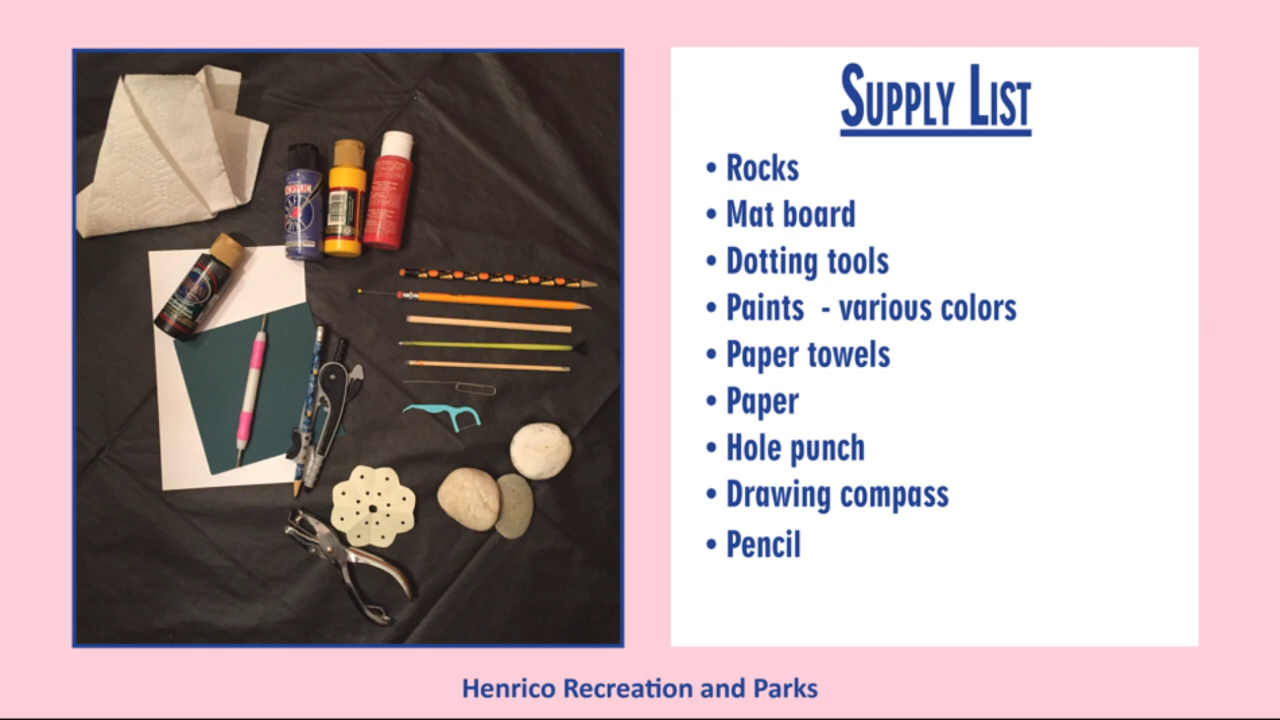 SUPPLY LIST
• Rocks
• Mat board
• Dotting tools
• Paints - various colors
• Paper towels
• Paper
• Hole punch
• Drawing compass
• Pencil
Henrico Recreation and Parks